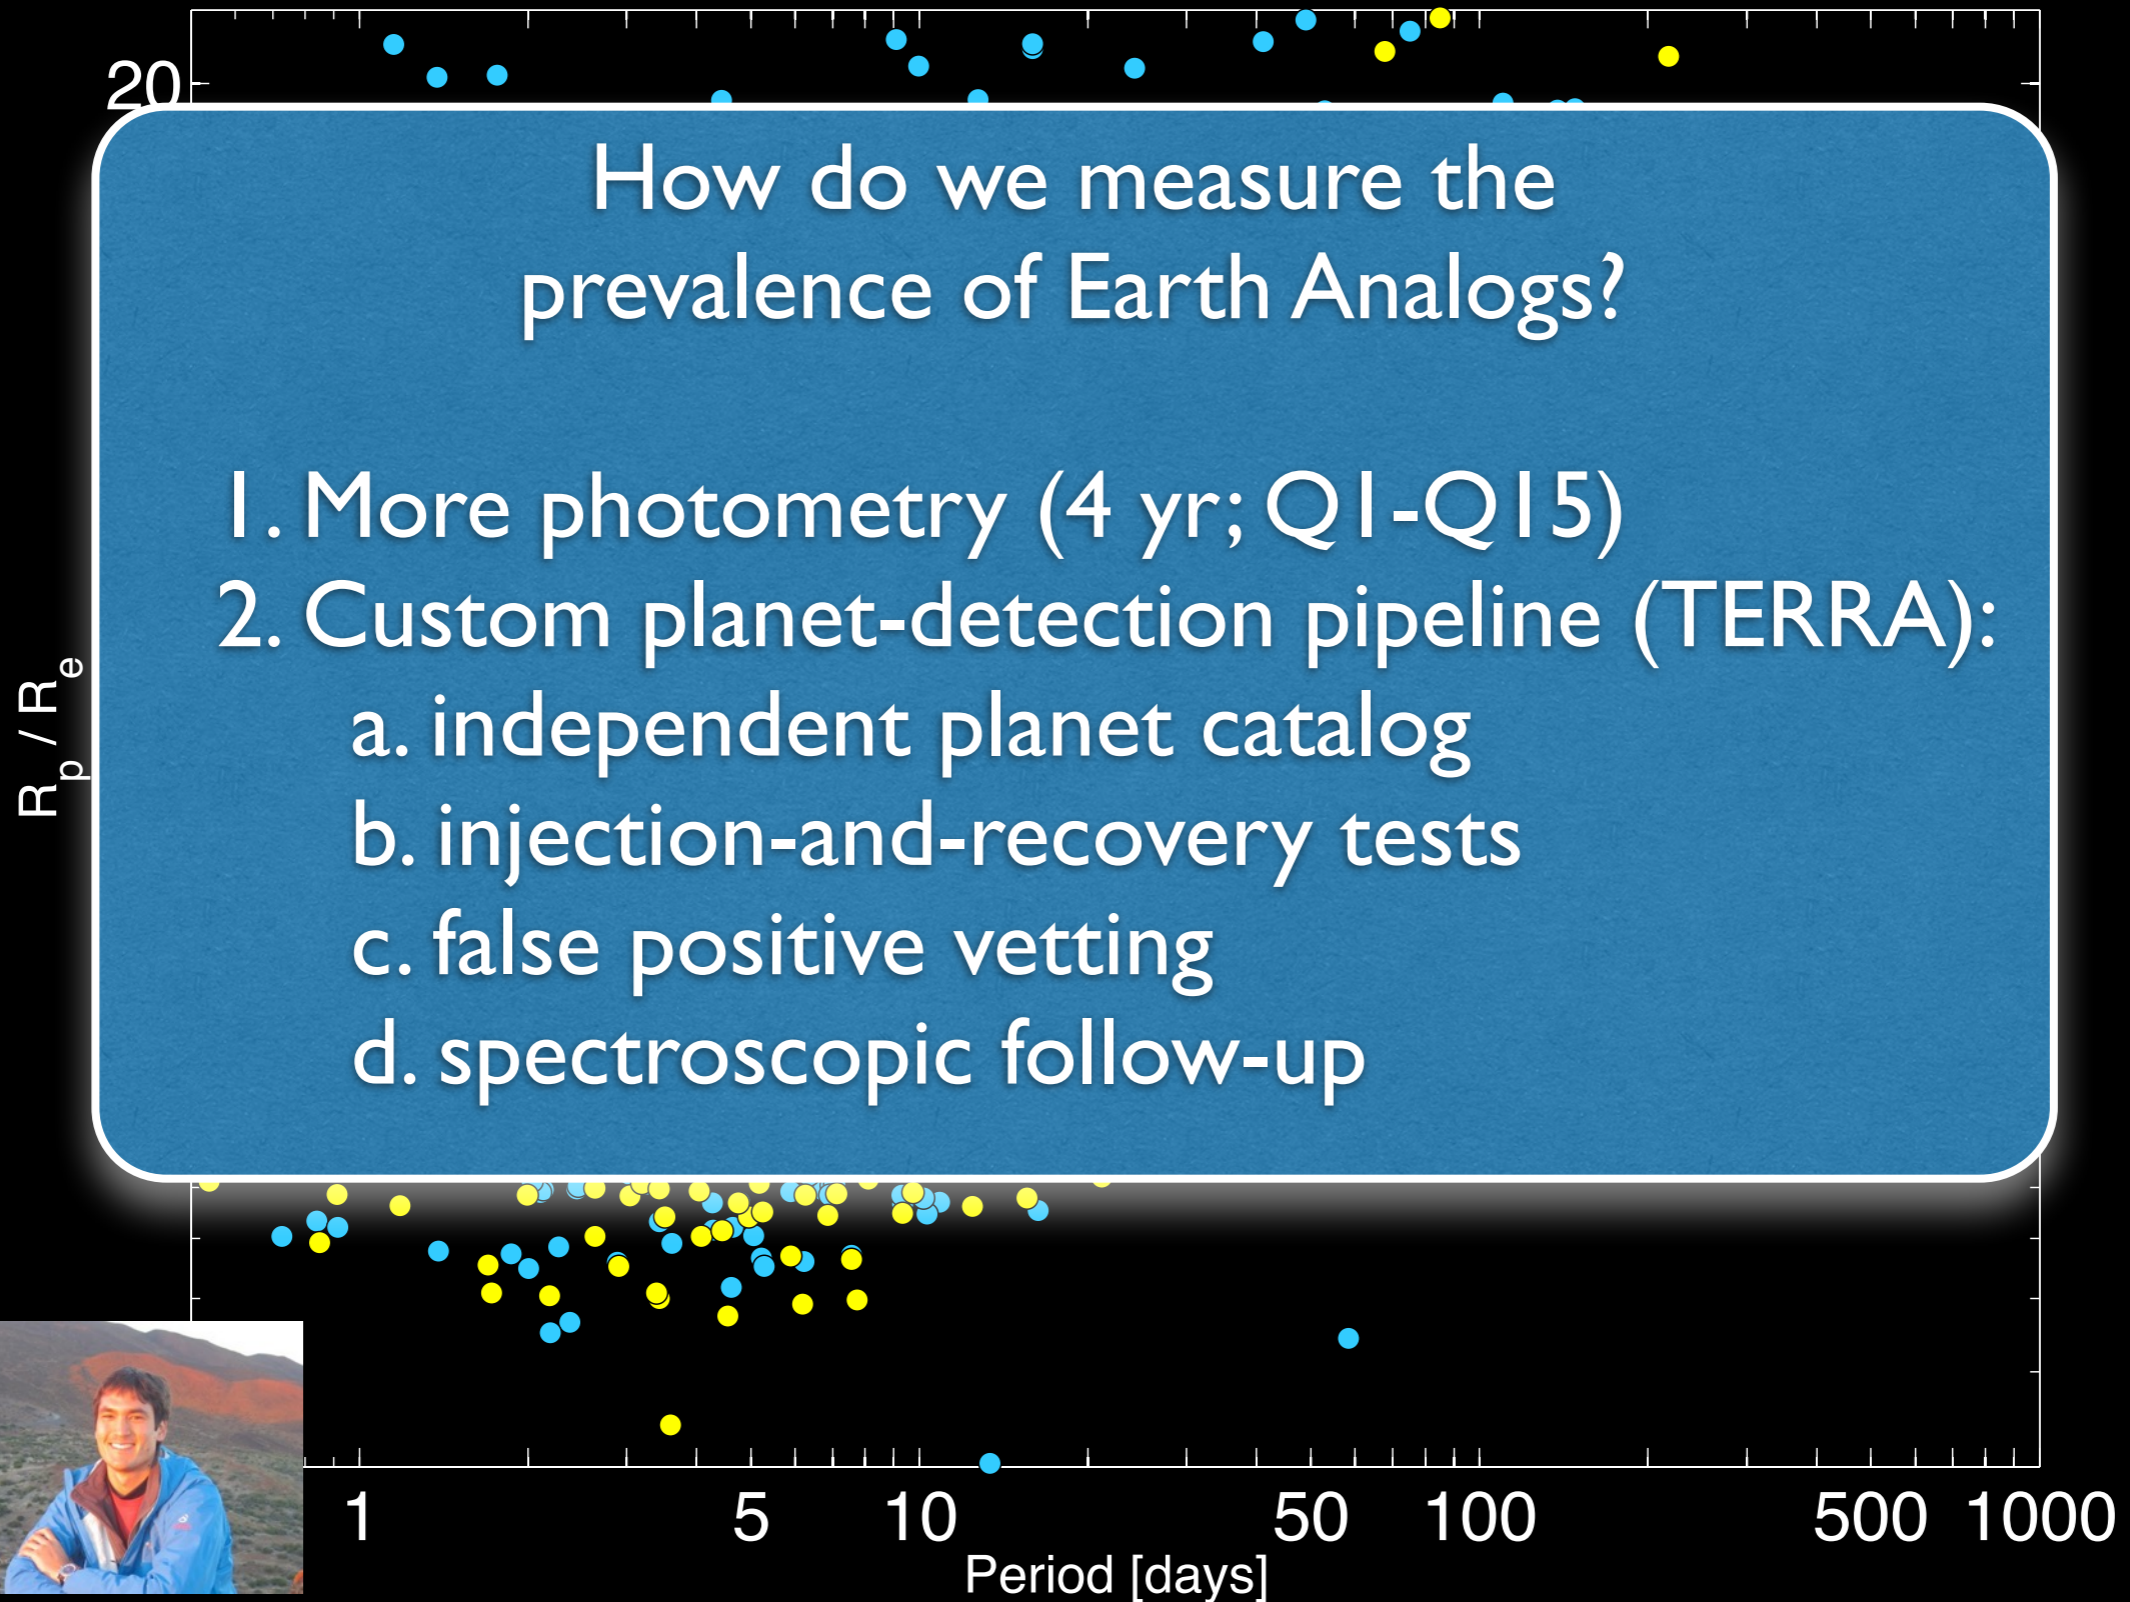 20
How do we measure the
prevalence of Earth Analogs?
1. More photometry (4 yr; Q1-Q15)
2. Custom planet-detection pipeline (TERRA):
a. independent planet catalog
b. injection-and-recovery tests
c. false positive vetting
d. spectroscopic follow-up
Rp / Re
1 5 10 50 100 500 1000
Period [days]